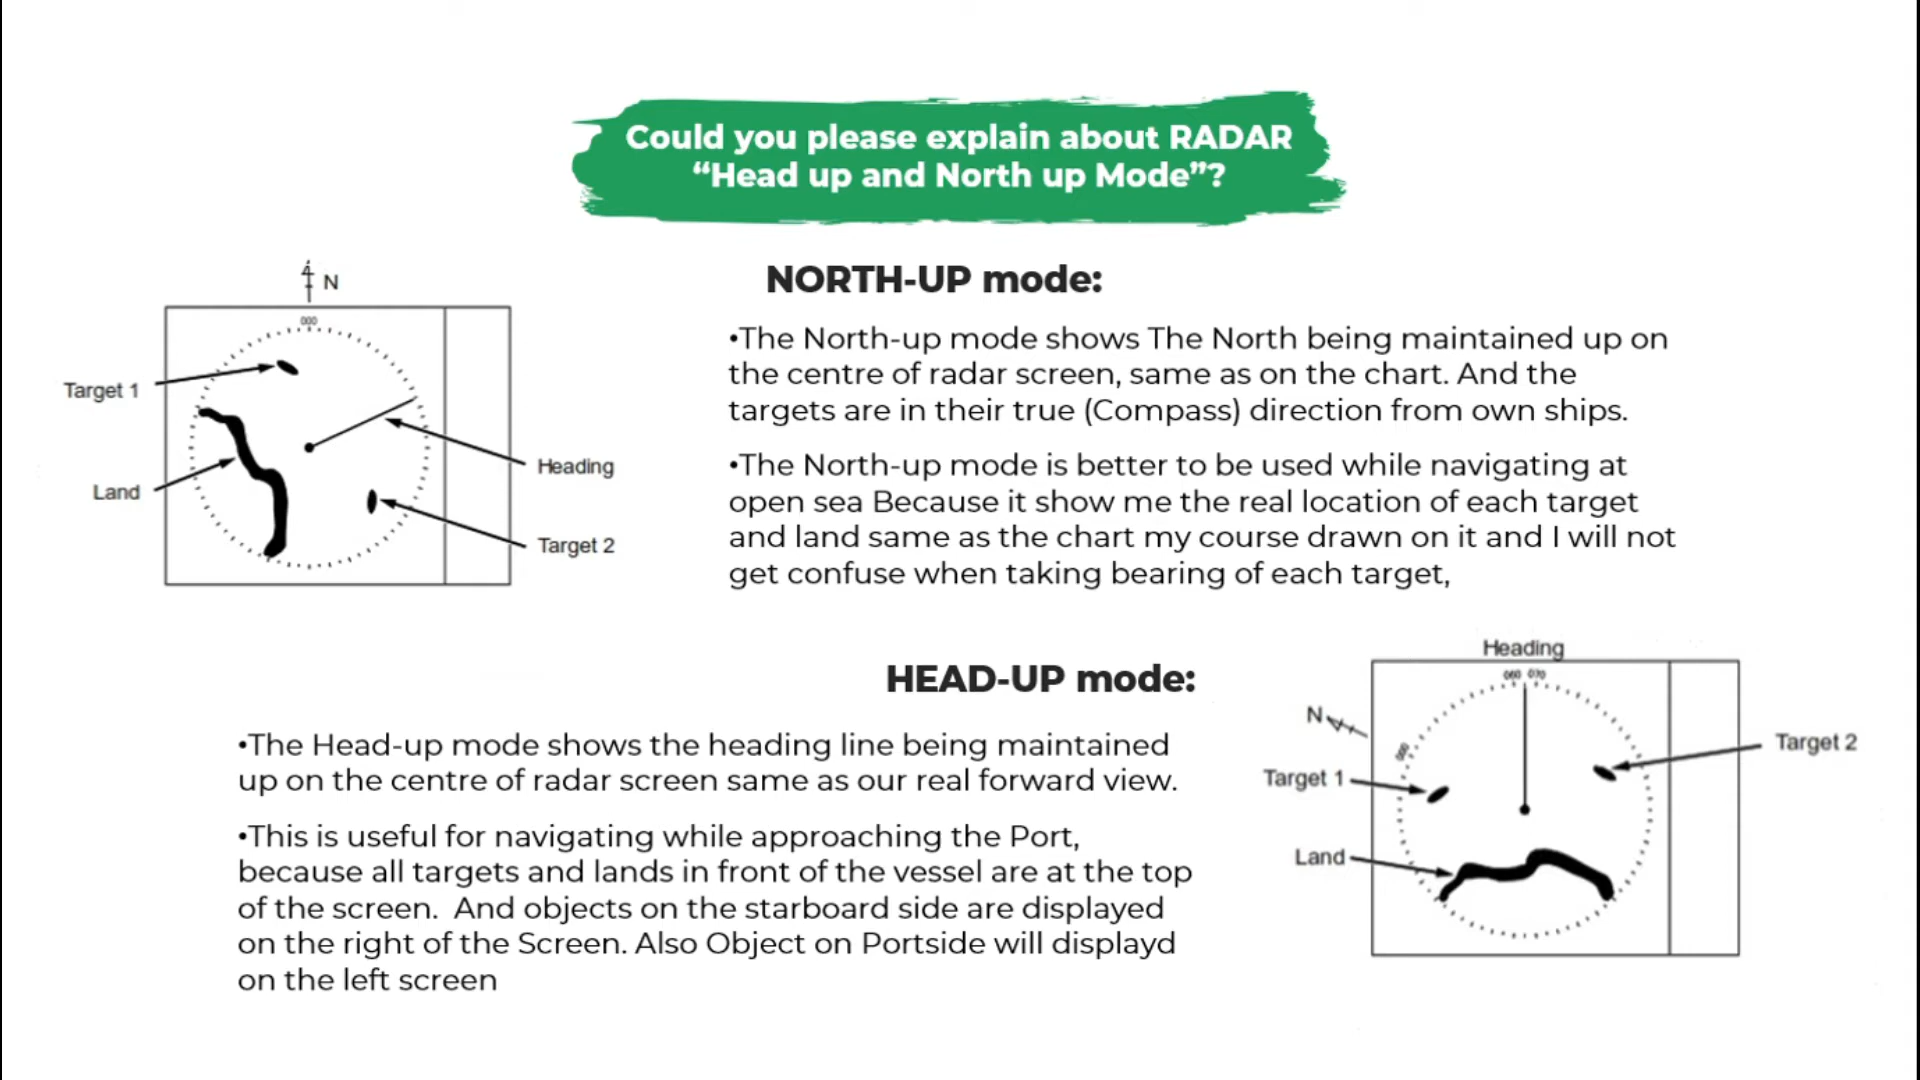 Could you please explain about RADAR
“Head up and North up Mode”?
N
000
Target 1
Land
Heading
Target 2
NORTH-UP mode:
•The North-up mode shows The North being maintained up on
the centre of radar screen, same as on the chart. And the
targets are in their true (Compass) direction from own ships.
•The North-up mode is better to be used while navigating at
open sea Because it show me the real location of each target
and land same as the chart my course drawn on it and I will not
get confuse when taking bearing of each target,
HEAD-UP mode:
•The Head-up mode shows the heading line being maintained
up on the centre of radar screen same as our real forward view.
•This is useful for navigating while approaching the Port,
because all targets and lands in front of the vessel are at the top
of the screen.  And objects on the starboard side are displayed
on the right of the Screen. Also Object on Portside will displayd
on the left screen
Heading
060 070
N
000
Target 2
Target 1
Land